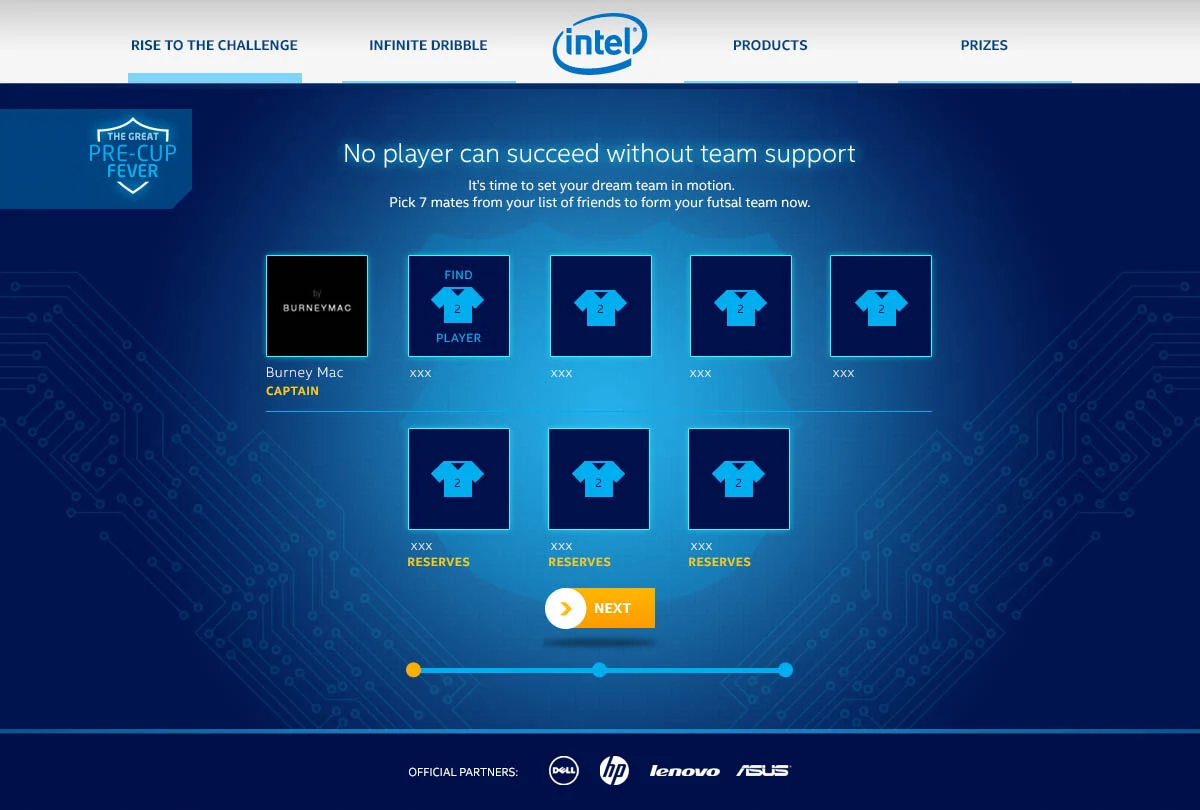 RISE TO THE CHALLENGE
INFINITE DRIBBLE
intel
PRODUCTS
PRIZES
THE GREAT
PRE-CUP
FEVER
No player can succeed without team support
It's time to set your dream team in motion.
Pick 7 mates from your list of friends to form your futsal team now.
by
BURNEYMAC
FIND
2
PLAYER
2
2
2
Burney Mac
CAPTAIN
xxx
xxx
xxx
xxx
2
2
2
xxx
RESERVES
xxx
RESERVES
xxx
RESERVES
NEXT
OFFICIAL PARTNERS:
DELL
hp
lenovo
ASUS